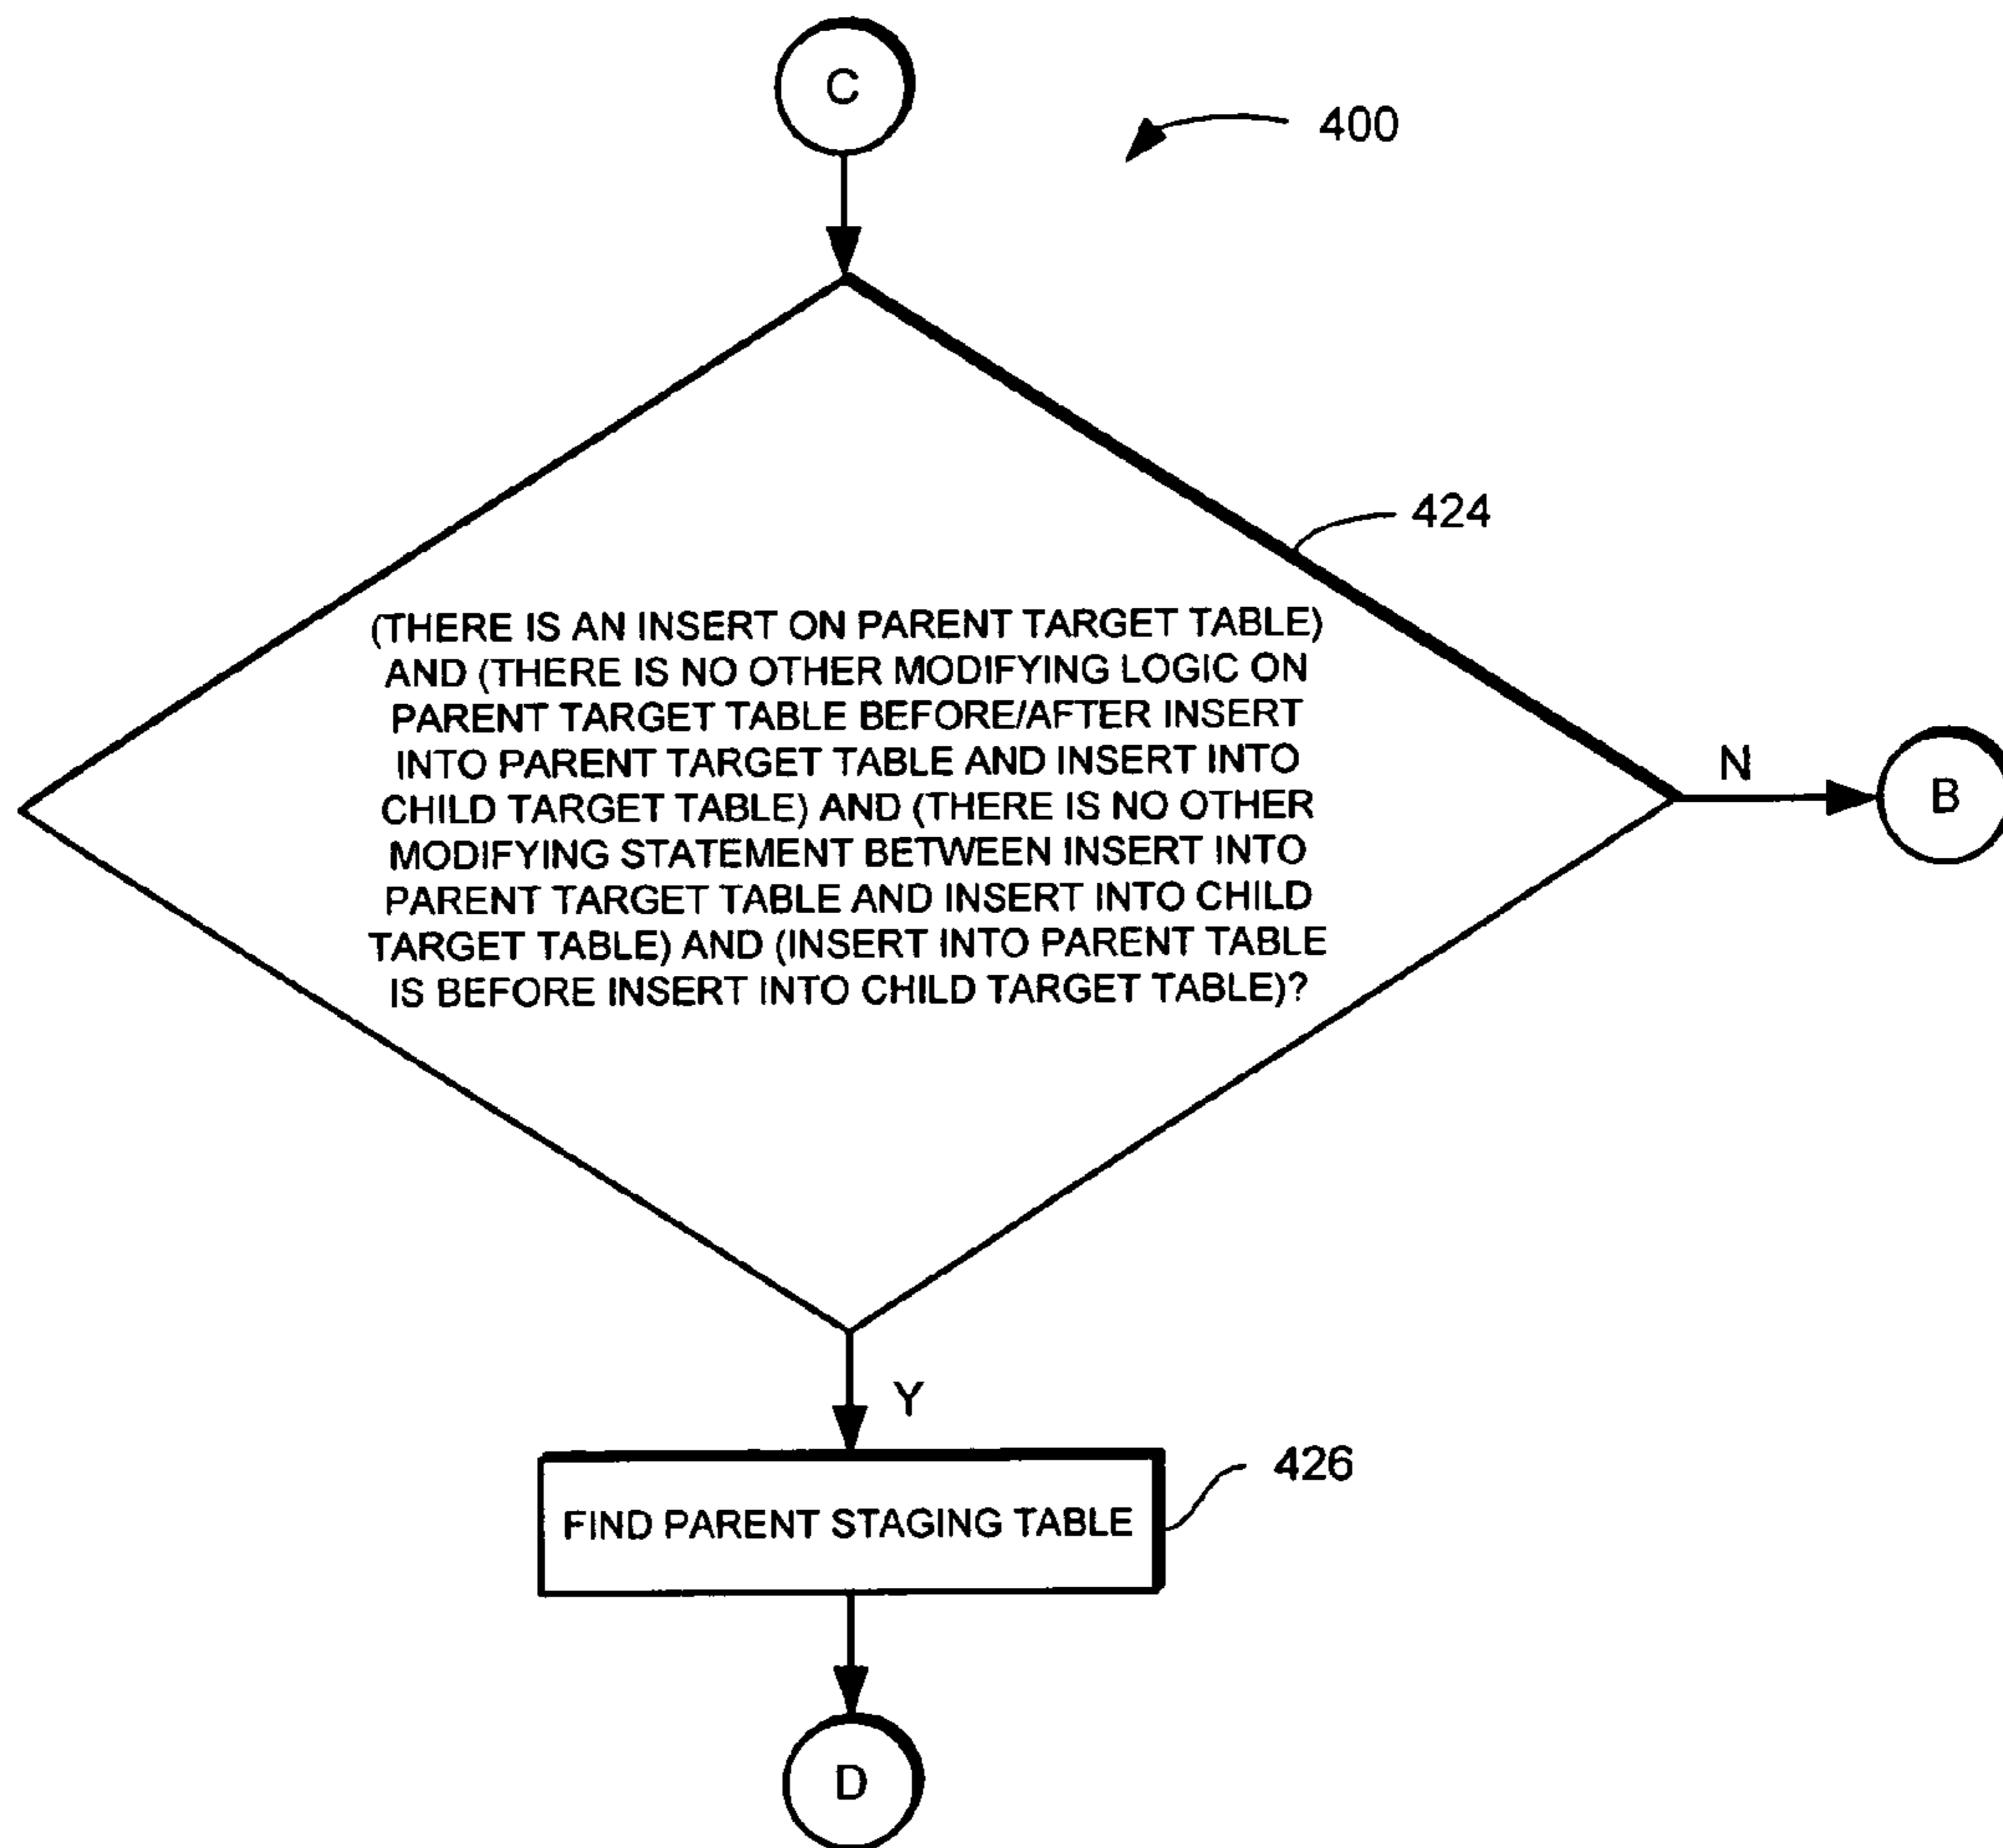 C
400
424
(THERE IS AN INSERT ON PARENT TARGET TABLE)
AND (THERE IS NO OTHER MODIFYING LOGIC ON
PARENT TARGET TABLE BEFORE/AFTER INSERT
INTO PARENT TARGET TABLE AND INSERT INTO
CHILD TARGET TABLE) AND (THERE IS NO OTHER
MODIFYING STATEMENT BETWEEN INSERT INTO
PARENT TARGET TABLE AND INSERT INTO CHILD
TARGET TABLE) AND (INSERT INTO PARENT TABLE
IS BEFORE INSERT INTO CHILD TARGET TABLE)?
N
B
Y
426
FIND PARENT STAGING TABLE
D